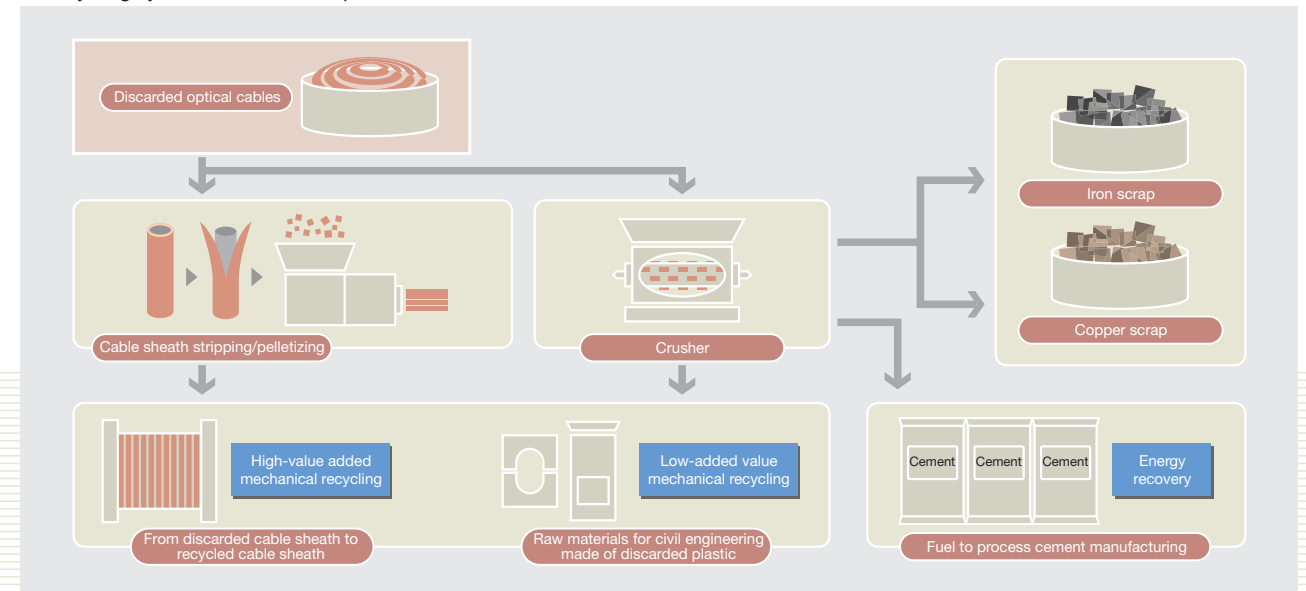 Discarded optical cables
Iron scrap
Copper scrap
Cable sheath stripping/pelletizing
Crusher
High-value added
mechanical recycling
Low-added value
mechanical recycling
Cement
Cement
Cement
Energy
recovery
From discarded cable sheath to
recycled cable sheath
Raw materials for civil engineering
made of discarded plastic
Fuel to process cement manufacturing